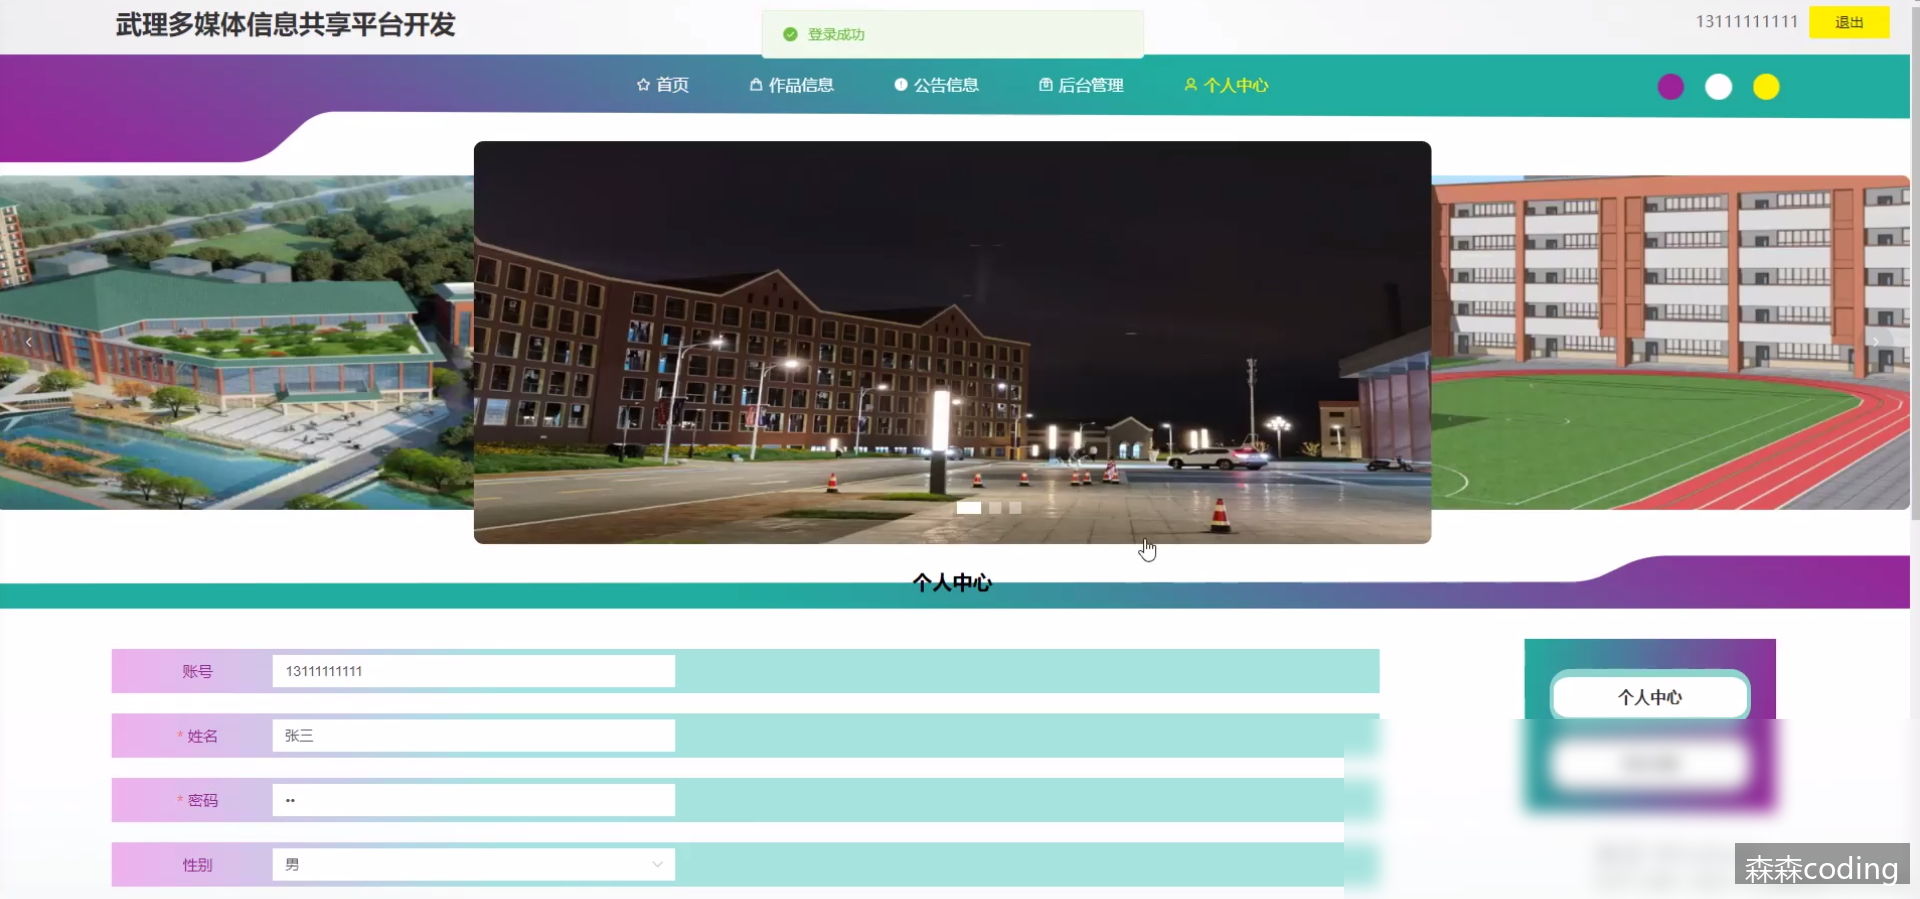 武理多媒体信息共享平台开发
登录成功
13111111111
退出
首页
作品信息
公告信息
后台管理
个人中心
个人中心
账号
13111111111
个人中心
* 姓名
张三
* 密码
••
性别
男
森森coding